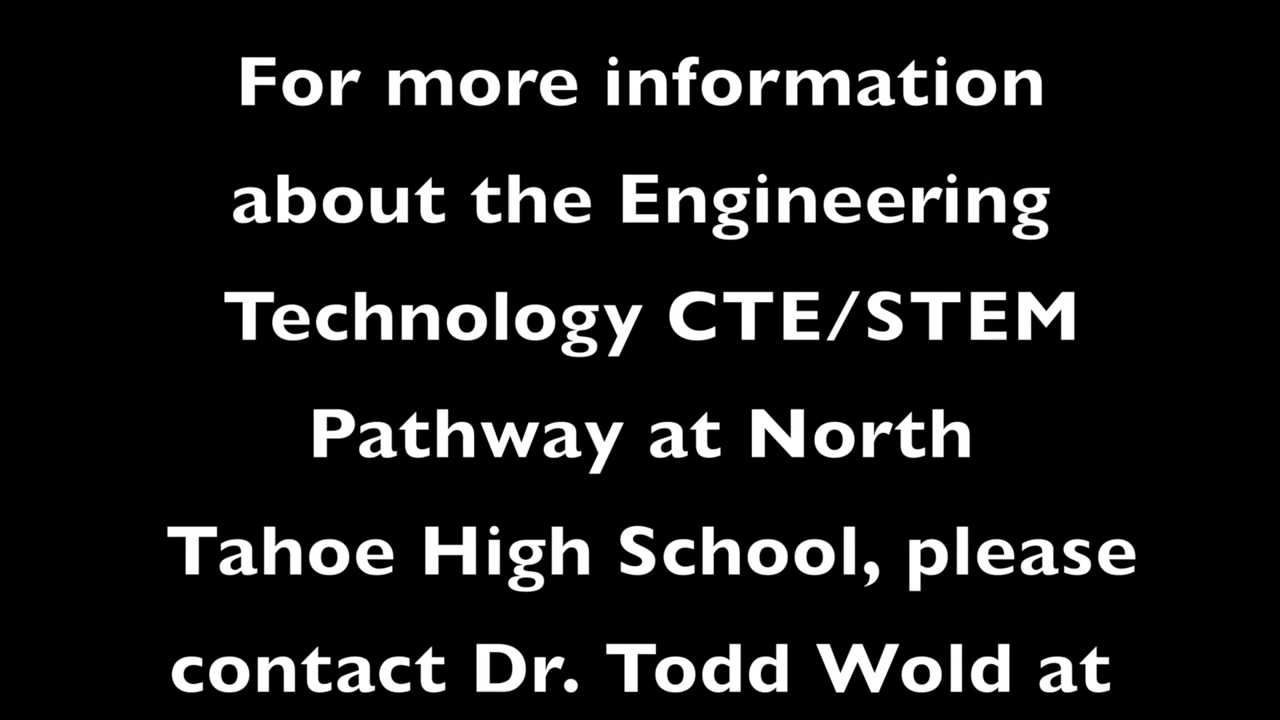 For more information
about the Engineering
Technology CTE/STEM
Pathway at North
Tahoe High School, please
contact Dr. Todd Wold at